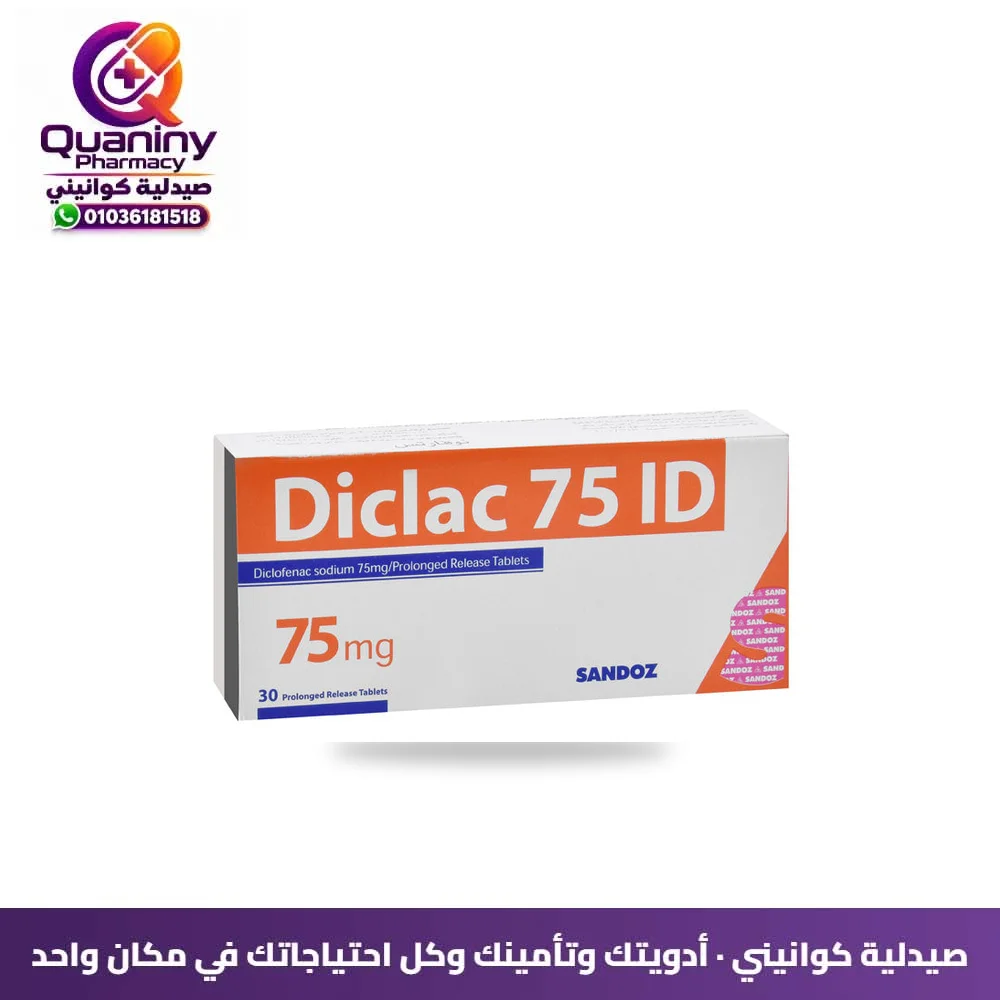 Quaniny
Pharmacy
صيدلية كوانيني
01036181518
نوفارتس
Diclac 75 ID
Diclofenac sodium 75mg/Prolonged Release Tablets
75mg
SANDOZ
30 Prolonged Release Tablets
صيدلية كوانيني · أدويتك وتأمينك وكل احتياجاتك في مكان واحد